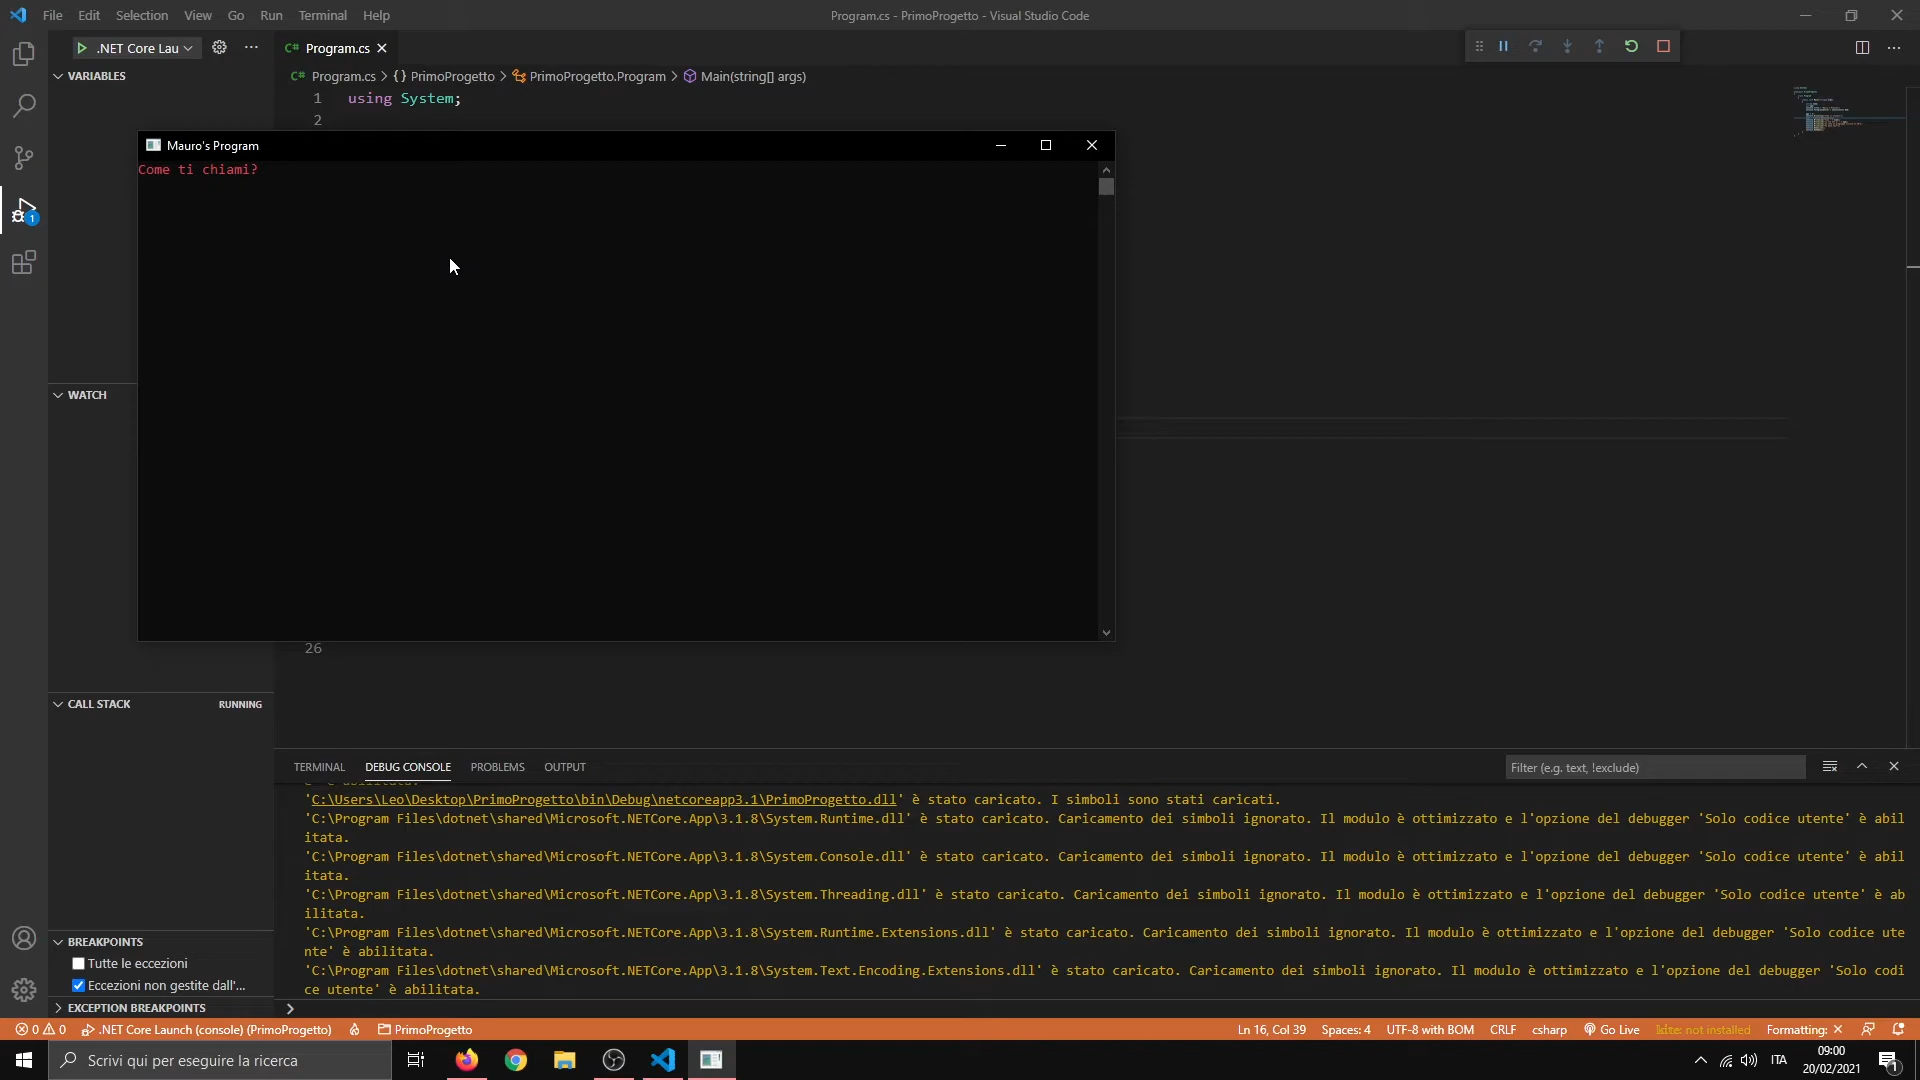 File Edit Selection View Go Run Terminal Help
Program.cs - PrimoProgetto - Visual Studio Code
.NET Core Lau
C# Program.cs
VARIABLES
C# Program.cs > {} PrimoProgetto > PrimoProgetto.Program > Main(string[] args)
1 using System;
2
Mauro's Program
Come ti chiami?
1
WATCH
26
CALL STACK RUNNING
TERMINAL DEBUG CONSOLE PROBLEMS OUTPUT
Filter (e.g. text, !exclude)
'C:\Users\Leo\Desktop\PrimoProgetto\bin\Debug\netcoreapp3.1\PrimoProgetto.dll' è stato caricato. I simboli sono stati caricati.
'C:\Program Files\dotnet\shared\Microsoft.NETCore.App\3.1.8\System.Runtime.dll' è stato caricato. Caricamento dei simboli ignorato. Il modulo è ottimizzato e l'opzione del debugger 'Solo codice utente' è abil
itata.
'C:\Program Files\dotnet\shared\Microsoft.NETCore.App\3.1.8\System.Console.dll' è stato caricato. Caricamento dei simboli ignorato. Il modulo è ottimizzato e l'opzione del debugger 'Solo codice utente' è abil
itata.
'C:\Program Files\dotnet\shared\Microsoft.NETCore.App\3.1.8\System.Threading.dll' è stato caricato. Caricamento dei simboli ignorato. Il modulo è ottimizzato e l'opzione del debugger 'Solo codice utente' è ab
ilitata.
'C:\Program Files\dotnet\shared\Microsoft.NETCore.App\3.1.8\System.Runtime.Extensions.dll' è stato caricato. Caricamento dei simboli ignorato. Il modulo è ottimizzato e l'opzione del debugger 'Solo codice ute
nte' è abilitata.
'C:\Program Files\dotnet\shared\Microsoft.NETCore.App\3.1.8\System.Text.Encoding.Extensions.dll' è stato caricato. Caricamento dei simboli ignorato. Il modulo è ottimizzato e l'opzione del debugger 'Solo codi
ce utente' è abilitata.
BREAKPOINTS
Tutte le eccezioni
Eccezioni non gestite dall'...
EXCEPTION BREAKPOINTS
0 0 .NET Core Launch (console) (PrimoProgetto) PrimoProgetto
Ln 16, Col 39 Spaces: 4 UTF-8 with BOM CRLF csharp Go Live kite: not installed Formatting: ×
Scrivi qui per eseguire la ricerca
ITA
09:00
20/02/2021
1